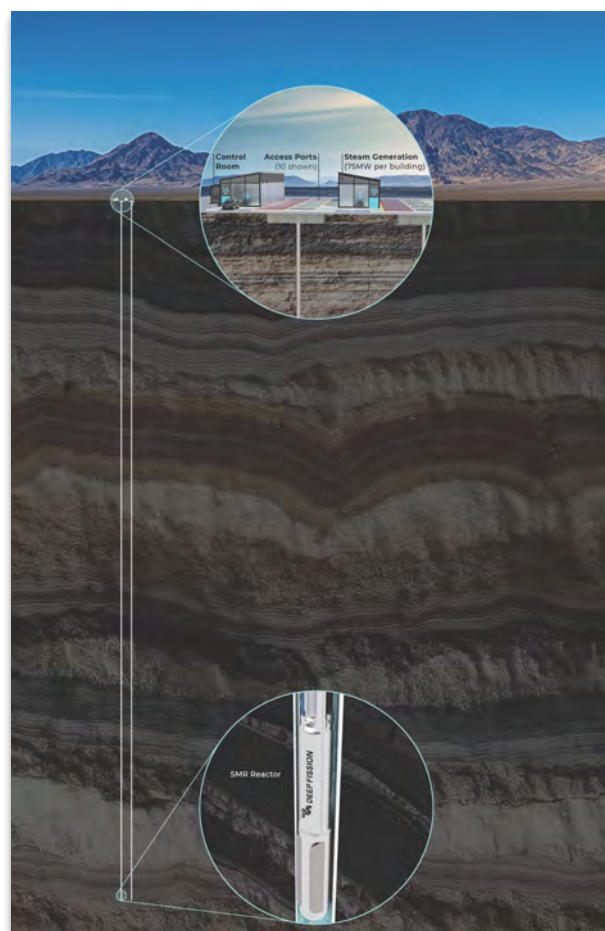 Control
Room
Access Ports
(10 shown)
Steam Generation
(75MW per building)
SMR Reactor
DEEP FISSION